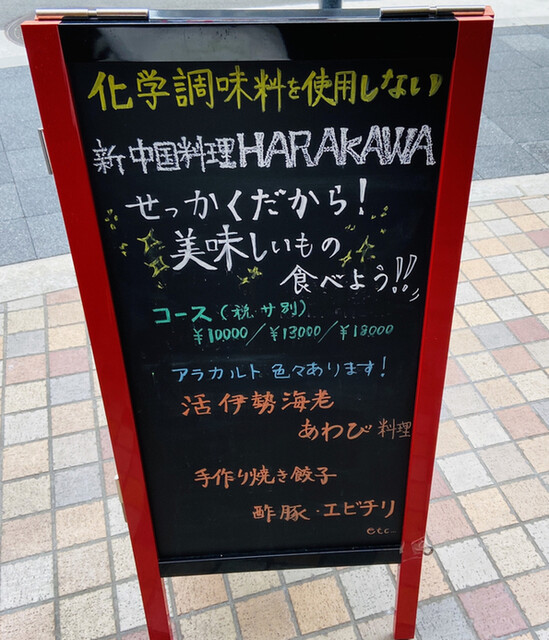 化学調味料を使用しない
新中国料理HARAKAWA
せっかくだから!
美味しいもの
食べよう!!
コース(税・サ別)
¥10000/¥13000/¥18000
アラカルト色々あります!
活伊勢海老
あわび料理
手作り焼き餃子
酢豚・エビチリ
etc...